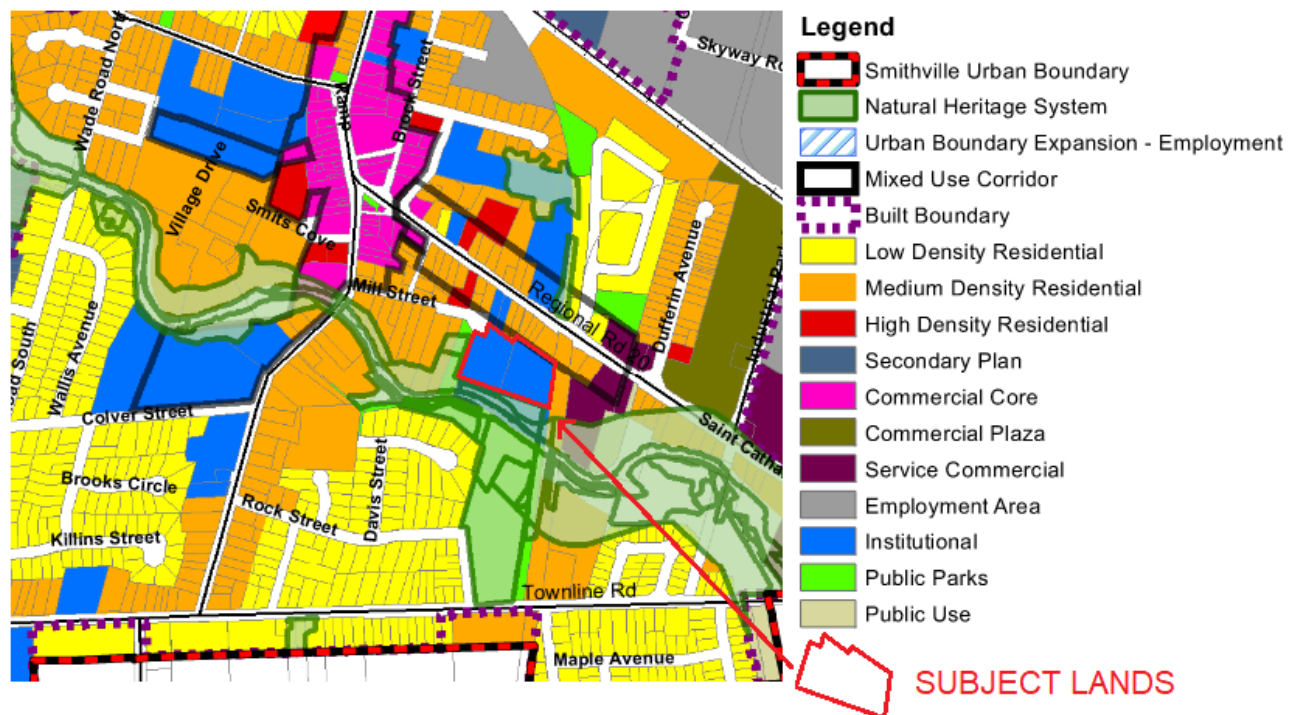 Wade Road North
Brock Street
Skyway
Village Drive
Smits Cove
Mill Street
Regional Rd 20
Dufferin Avenue
Industrial
Wallis Avenue
South
Colver Street
Saint Catha
Brooks Circle
Davis Street
Rock Street
Killins Street
Townline Rd
Maple Avenue
Legend
Smithville Urban Boundary
Natural Heritage System
Urban Boundary Expansion - Employment
Mixed Use Corridor
Built Boundary
Low Density Residential
Medium Density Residential
High Density Residential
Secondary Plan
Commercial Core
Commercial Plaza
Service Commercial
Employment Area
Institutional
Public Parks
Public Use
SUBJECT LANDS